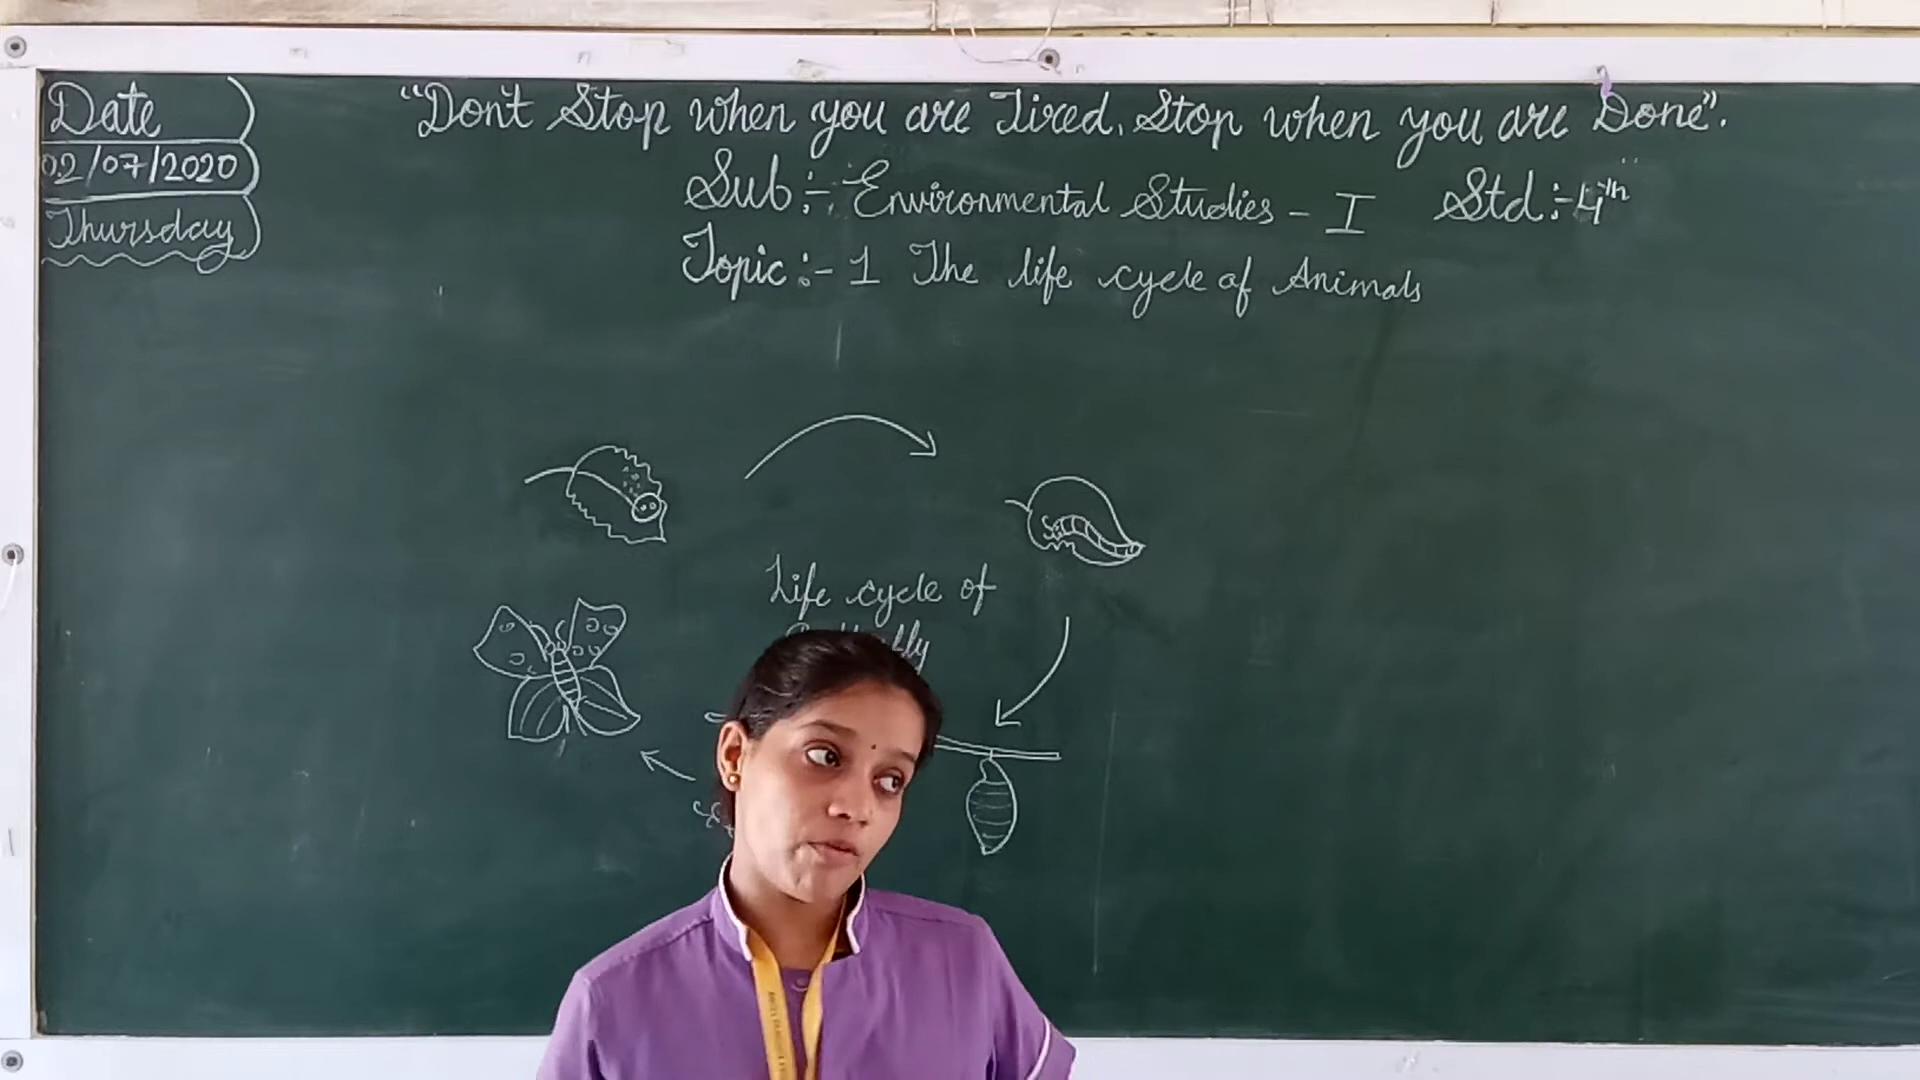 Date
02/07/2020
Thursday
"Don't Stop when you are Tired, Stop when you are Done".
Sub :- Environmental Studies - I Std :- 4th
Topic :- 1 The life cycle of Animals
Life cycle of